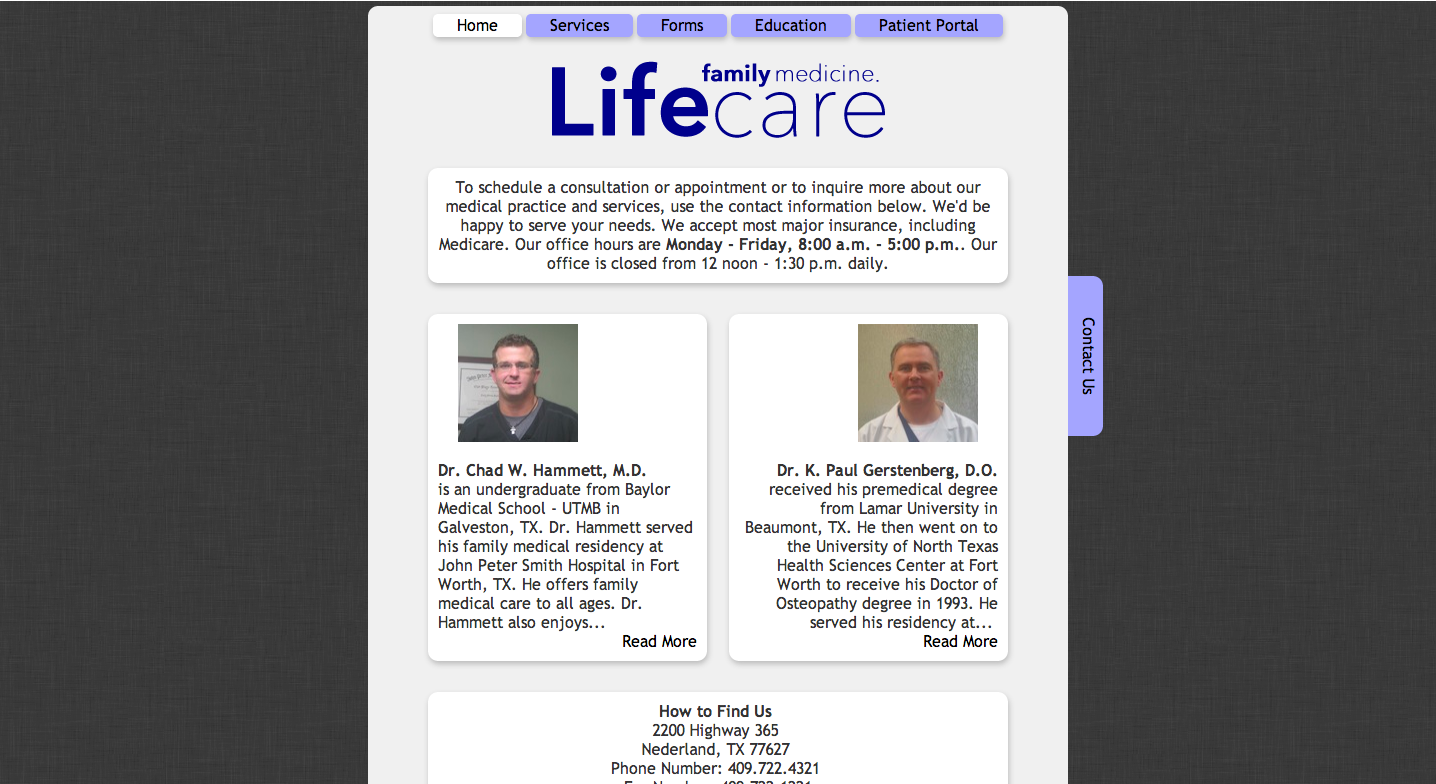 Home Services Forms Education Patient Portal
family medicine.
Lifecare
To schedule a consultation or appointment or to inquire more about our
medical practice and services, use the contact information below. We'd be
happy to serve your needs. We accept most major insurance, including
Medicare. Our office hours are Monday - Friday, 8:00 a.m. - 5:00 p.m.. Our
office is closed from 12 noon - 1:30 p.m. daily.
Contact Us
Dr. Chad W. Hammett, M.D.
is an undergraduate from Baylor
Medical School - UTMB in
Galveston, TX. Dr. Hammett served
his family medical residency at
John Peter Smith Hospital in Fort
Worth, TX. He offers family
medical care to all ages. Dr.
Hammett also enjoys...
Read More
Dr. K. Paul Gerstenberg, D.O.
received his premedical degree
from Lamar University in
Beaumont, TX. He then went on to
the University of North Texas
Health Sciences Center at Fort
Worth to receive his Doctor of
Osteopathy degree in 1993. He
served his residency at...
Read More
How to Find Us
2200 Highway 365
Nederland, TX 77627
Phone Number: 409.722.4321